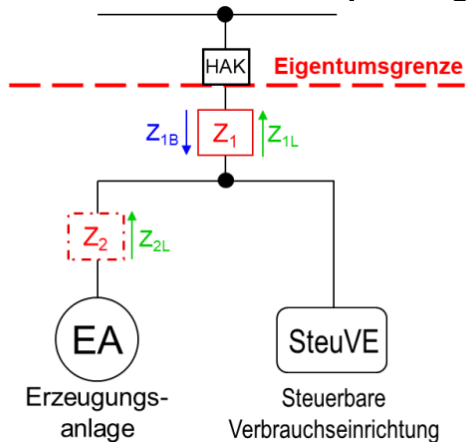 HAK
Eigentumsgrenze
Z1B
Z1
Z1L
Z2
Z2L
EA
SteuVE
Erzeugungs-
anlage
Steuerbare
Verbrauchseinrichtung